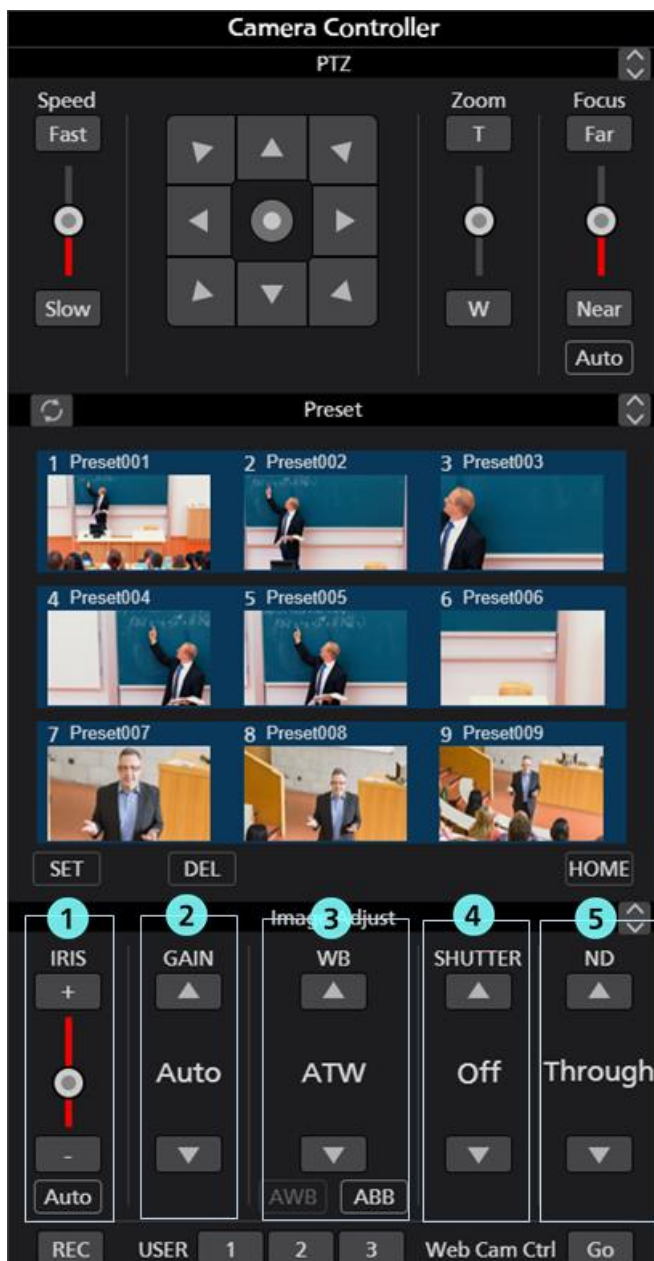 Camera Controller
PTZ
Speed Zoom Focus
Fast T Far
Slow W Near
Auto
Preset
1 Preset001 2 Preset002 3 Preset003
4 Preset004 5 Preset005 6 Preset006
7 Preset007 8 Preset008 9 Preset009
SET DEL HOME
Image Adjust
1 2 3 4 5
IRIS GAIN WB SHUTTER ND
+
Auto ATW Off Through
-
Auto AWB ABB
REC USER 1 2 3 Web Cam Ctrl Go